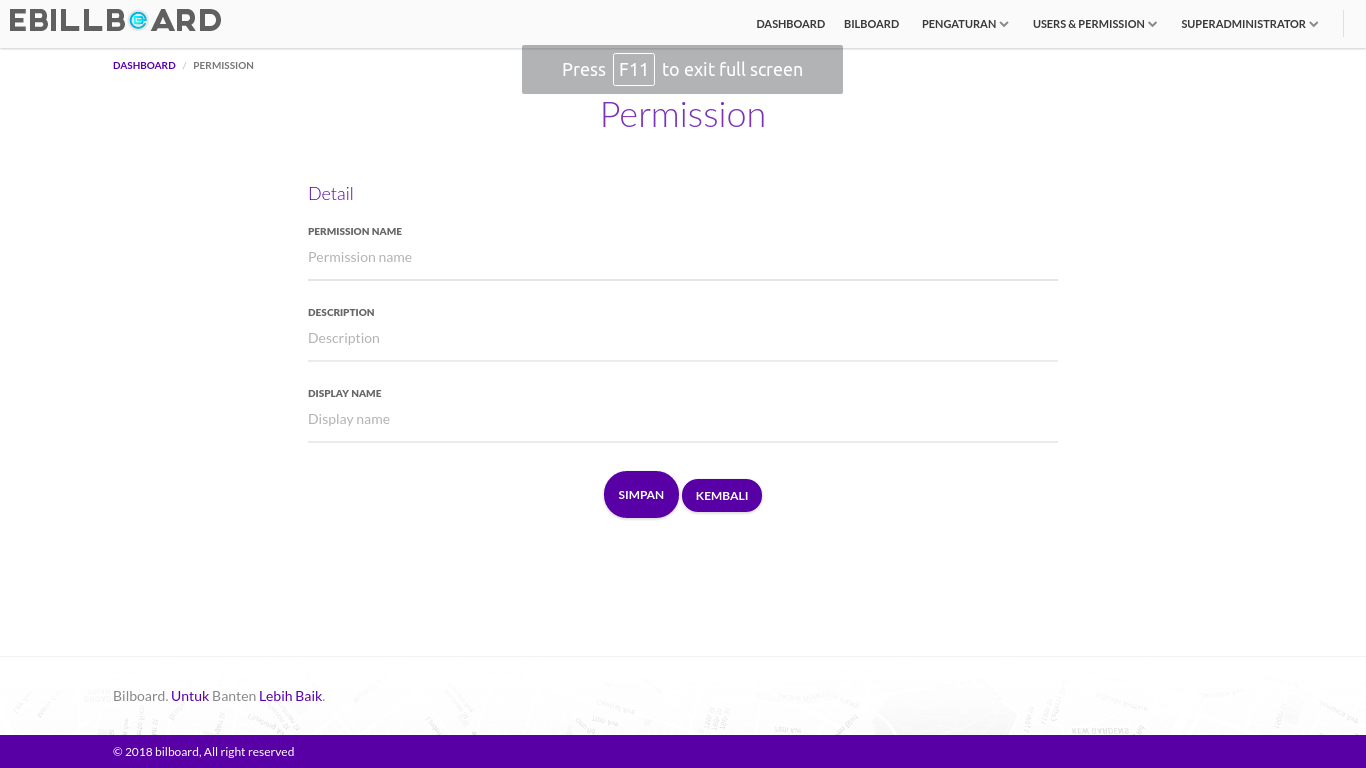 EBILLBOARD
DASHBOARD BILBOARD PENGATURAN USERS & PERMISSION SUPERADMINISTRATOR
DASHBOARD / PERMISSION
Press F11 to exit full screen
Permission
Detail
PERMISSION NAME
Permission name
DESCRIPTION
Description
DISPLAY NAME
Display name
SIMPAN KEMBALI
Bilboard. Untuk Banten Lebih Baik.
© 2018 bilboard, All right reserved